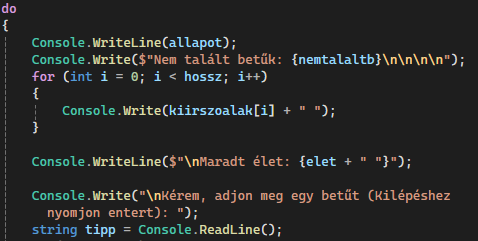 do
{
Console.WriteLine(allapot);
Console.Write($"Nem talált betűk: {nemtalaltb}\n\n\n\n");
for (int i = 0; i < hossz; i++)
{
Console.Write(kiirszoalak[i] + " ");
}
Console.WriteLine($"\nMaradt élet: {elet + " "}");
Console.Write("\nKérem, adjon meg egy betűt (Kilépéshez
nyomjon entert): ");
string tipp = Console.ReadLine();